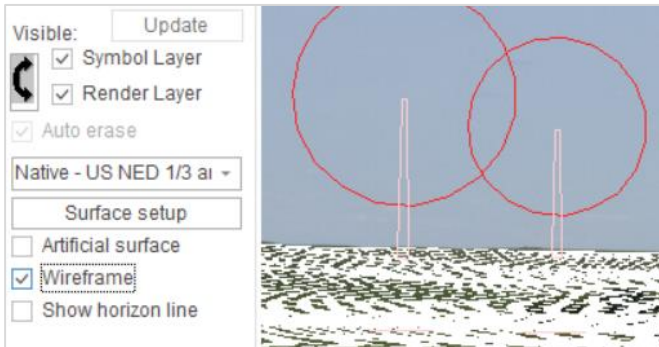 Visible:
Update
Symbol Layer
Render Layer
Auto erase
Native - US NED 1/3
Surface setup
Artificial surface
Wireframe
Show horizon line